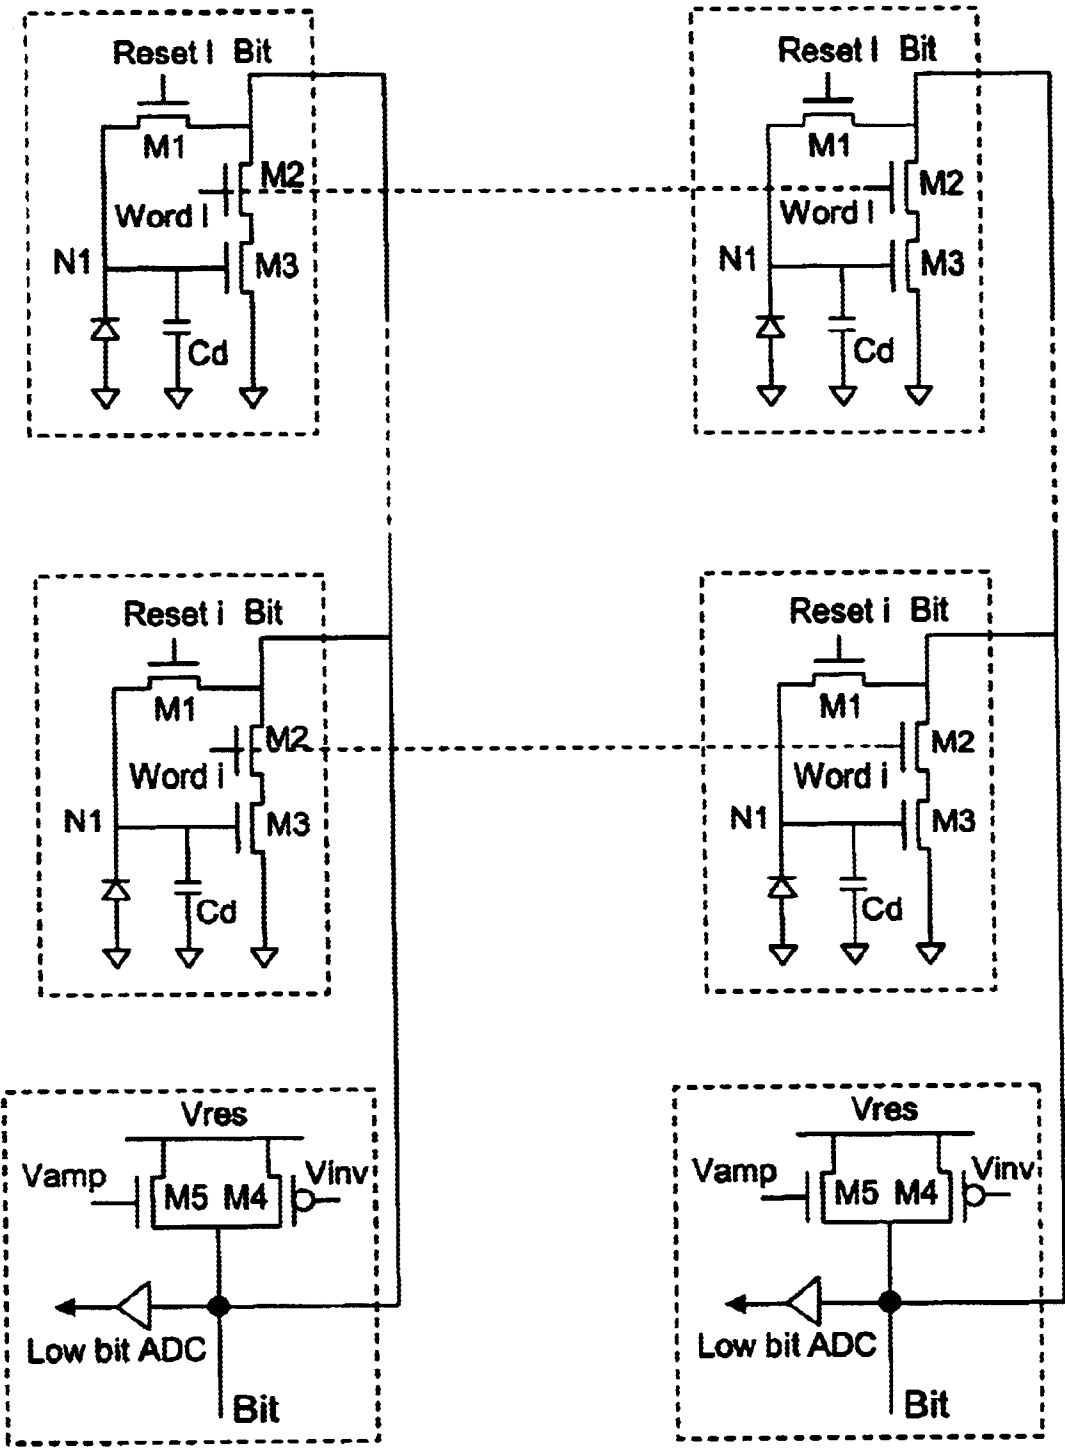 Reset l Bit
M1
M2
Word l
N1
M3
Cd
Reset l Bit
M1
M2
Word l
N1
M3
Cd
Reset i Bit
M1
M2
Word i
N1
M3
Cd
Reset i Bit
M1
M2
Word i
N1
M3
Cd
Vres
Vamp
M5 M4
Vinv
Low bit ADC
Bit
Vres
Vamp
M5 M4
Vinv
Low bit ADC
Bit